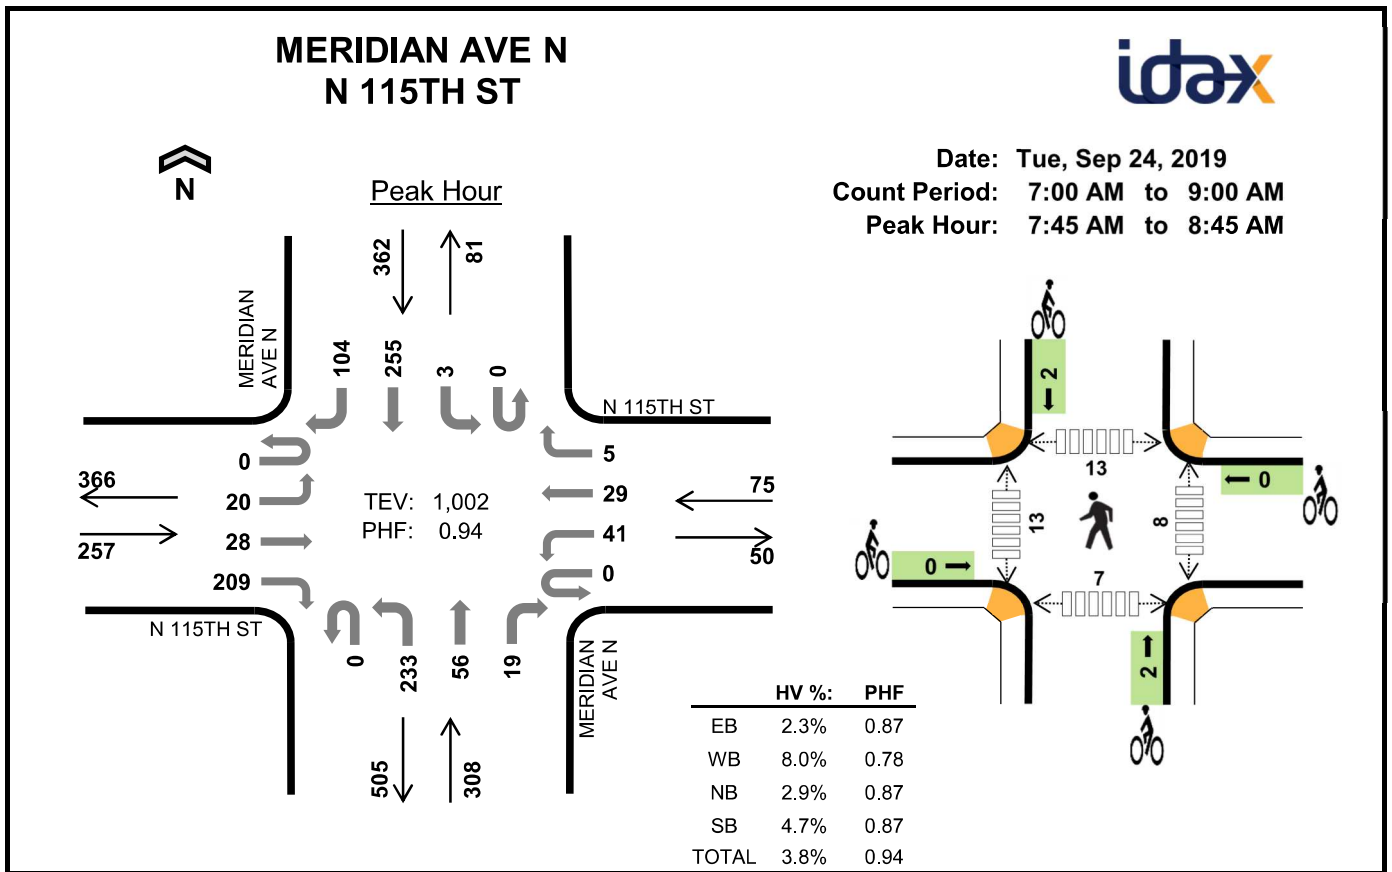 MERIDIAN AVE N
N 115TH ST
idax
Date: Tue, Sep 24, 2019
Count Period: 7:00 AM to 9:00 AM
Peak Hour: 7:45 AM to 8:45 AM
N
Peak Hour
362
81
MERIDIAN
AVE N
104
255
3
0
N 115TH ST
0
20
28
209
366
257
TEV: 1,002
PHF: 0.94
5
29
41
0
75
50
N 115TH ST
0
233
56
19
MERIDIAN
AVE N
505
308
2
13
0
13
8
0
7
2
HV %: PHF
EB 2.3% 0.87
WB 8.0% 0.78
NB 2.9% 0.87
SB 4.7% 0.87
TOTAL 3.8% 0.94